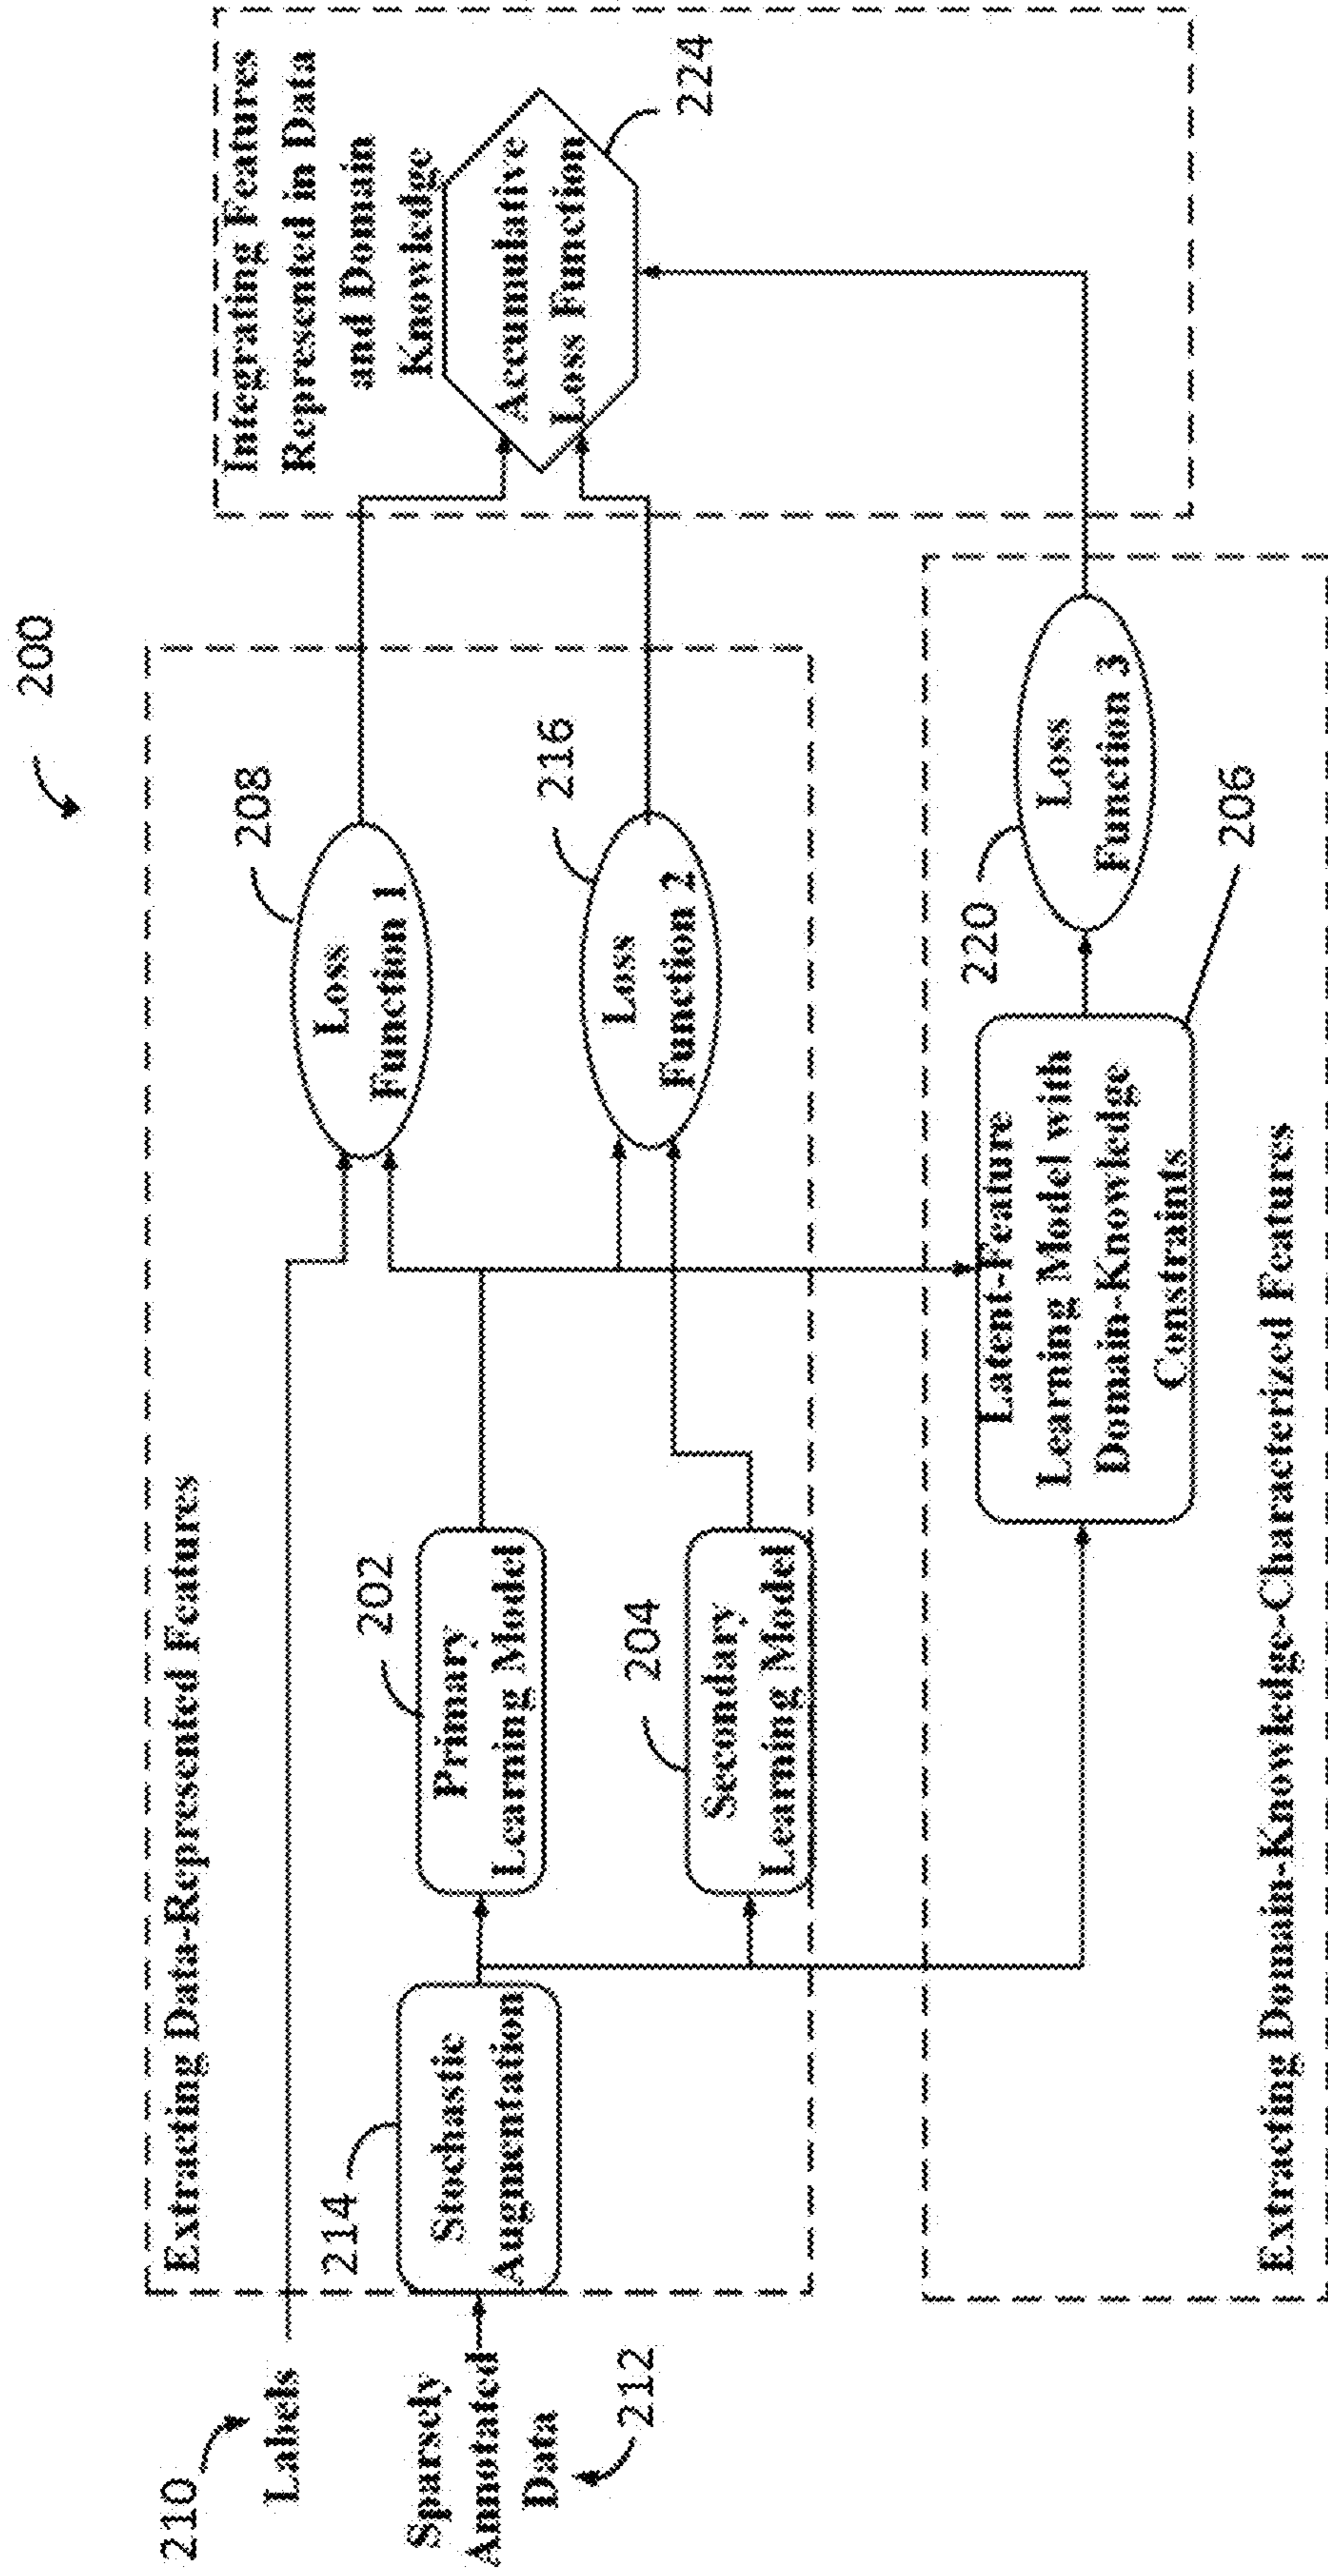 200
Extracting Data-Represented Features
210
Labels
Sparsely
Annotated
Data
212
214
Stochastic
Augmentation
202
Primary
Learning Model
204
Secondary
Learning Model
208
Loss
Function 1
216
Loss
Function 2
Integrating Features
Represented in Data
and Domain
Knowledge
Accumulative
Loss Function
224
Latent-Feature
Learning Model with
Domain-Knowledge
Constraints
206
220
Loss
Function 3
Extracting Domain-Knowledge-Characterized Features